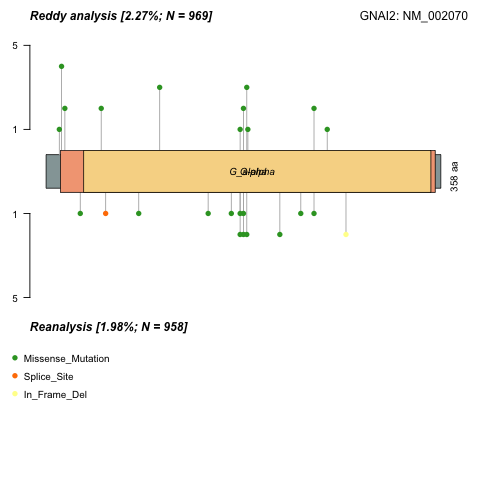 Reddy analysis [2.27%; N = 969]
GNAI2: NM_002070
5
1
358 aa
1
5
Reanalysis [1.98%; N = 958]
Missense_Mutation
Splice_Site
In_Frame_Del